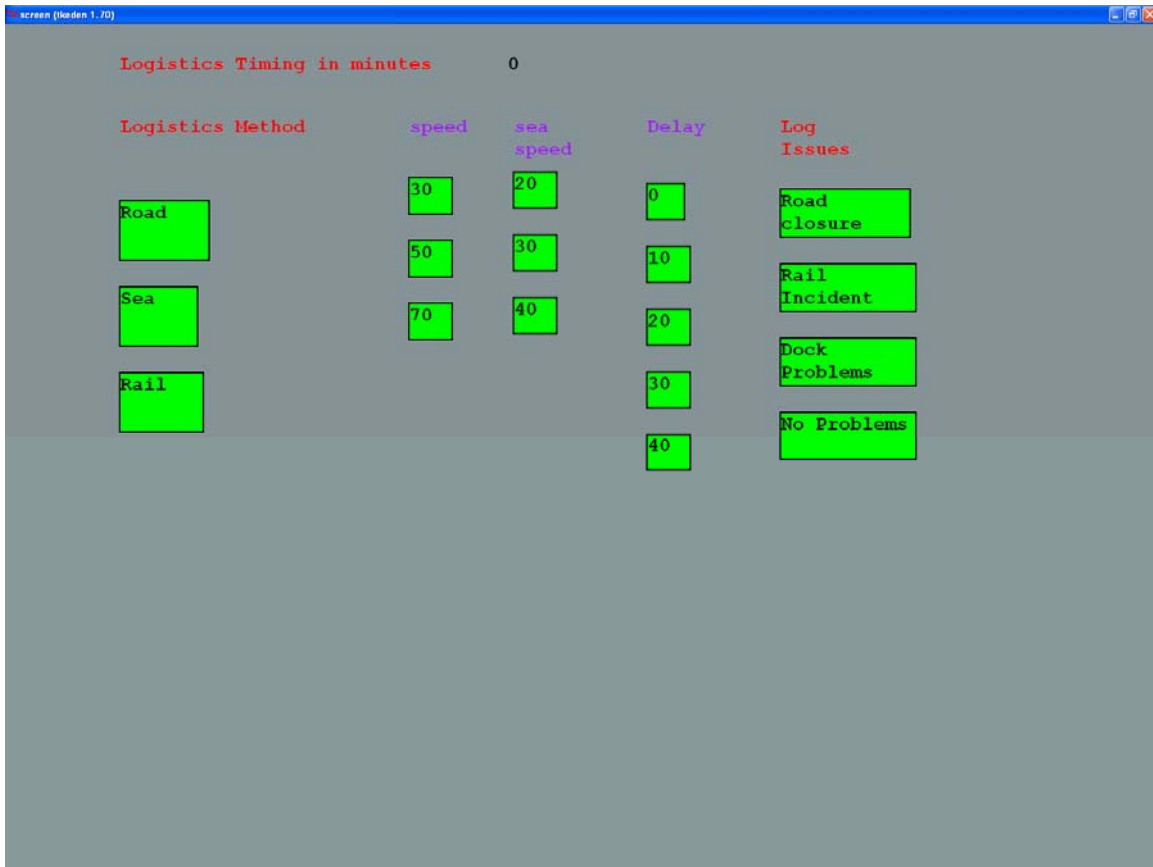 screen (tkeden 1.70)
Logistics Timing in minutes 0
Logistics Method
speed
sea
speed
Delay
Log
Issues
Road
Sea
Rail
30
50
70
20
30
40
0
10
20
30
40
Road
closure
Rail
Incident
Dock
Problems
No Problems